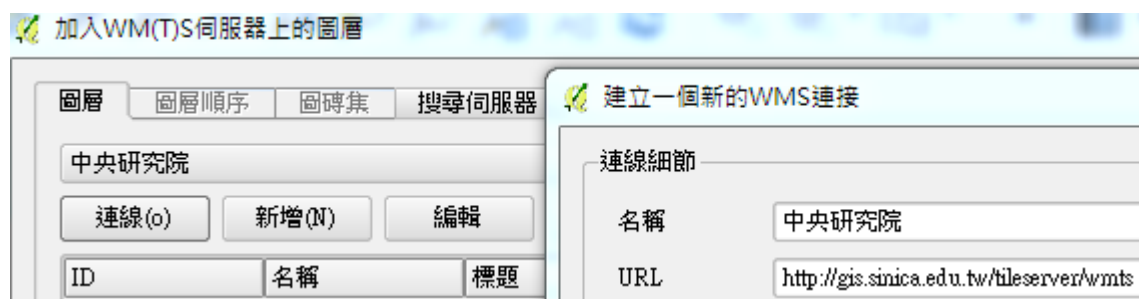 加入WM(T)S伺服器上的圖層
圖層 圖層順序 圖磚集 搜尋伺服器
中央研究院
連線(o) 新增(N) 編輯
ID 名稱 標題
建立一個新的WMS連接
連線細節
名稱 中央研究院
URL http://gis.sinica.edu.tw/tileserver/wmts